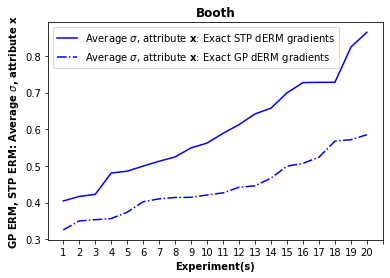 Booth
Average σ, attribute x: Exact STP dERM gradients
Average σ, attribute x: Exact GP dERM gradients
GP ERM, STP ERM: Average σ, attribute x
0.8
0.7
0.6
0.5
0.4
0.3
1 2 3 4 5 6 7 8 9 10 11 12 13 14 15 16 17 18 19 20
Experiment(s)